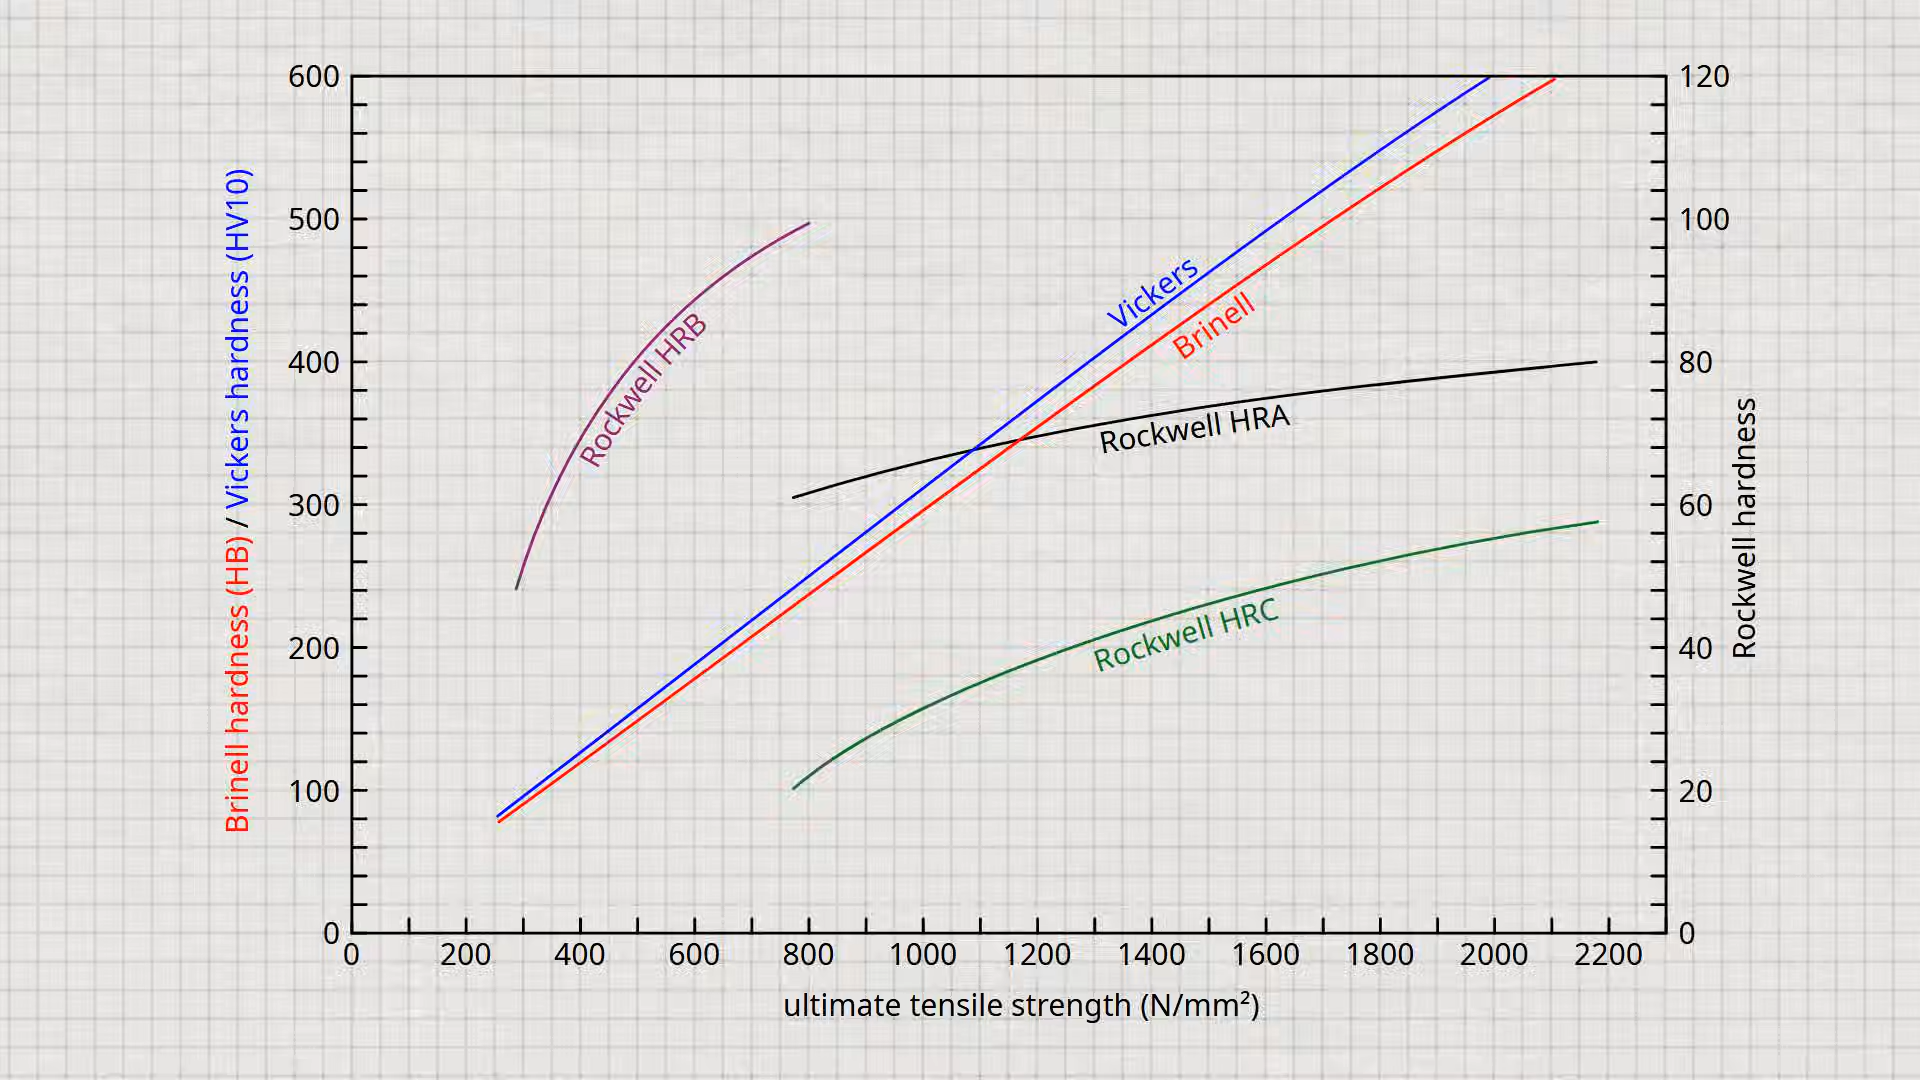 600
500
400
300
200
100
0
Brinell hardness (HB) / Vickers hardness (HV10)
Rockwell HRB
Vickers
Brinell
Rockwell HRA
Rockwell HRC
120
100
80
60
40
20
0
Rockwell hardness
0 200 400 600 800 1000 1200 1400 1600 1800 2000 2200
ultimate tensile strength (N/mm²)